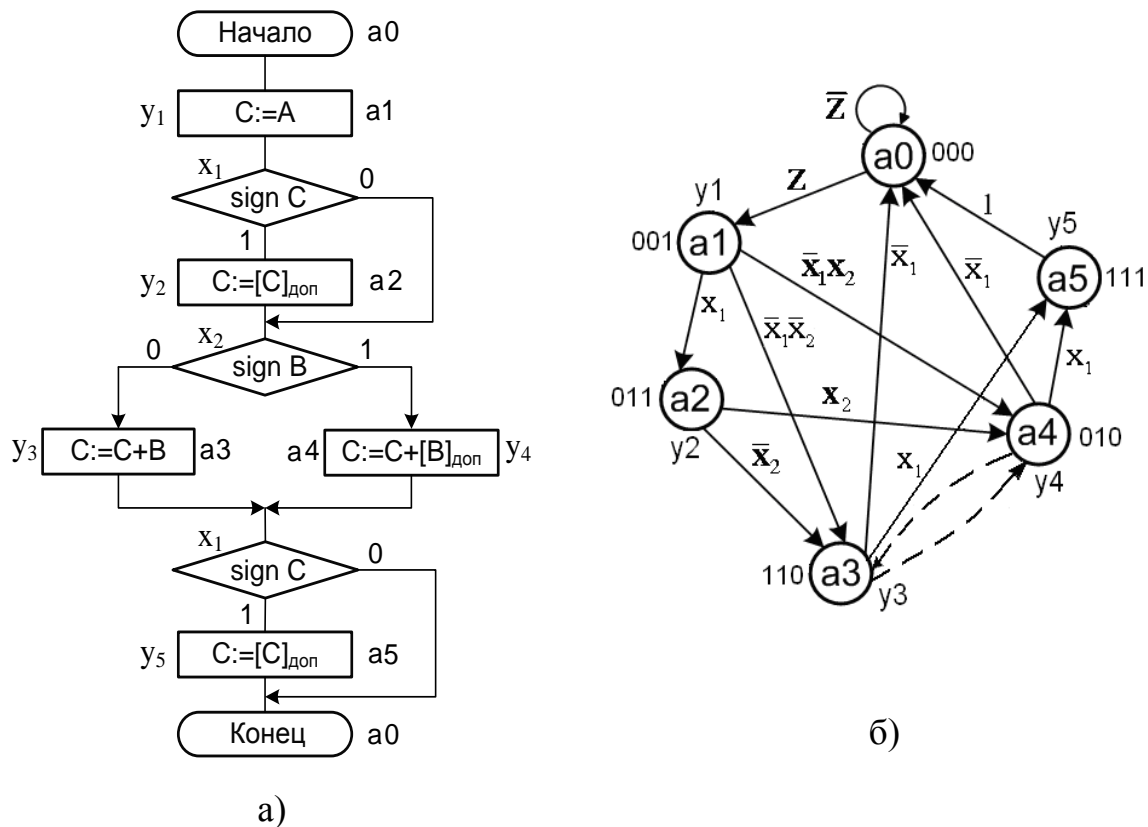 Начало a0
y₁ C:=A a1
x₁
sign C 0
1
y₂ C:=[C]доп a2
x₂
0 sign B 1
y₃ C:=C+B a3
a4 C:=C+[B]доп y₄
x₁
sign C 0
1
y₅ C:=[C]доп a5
Конец a0
а)
Z̅
a0 000
Z
y1
001 a1
x̅₁x₂
x̅₁
x̅₁
1
y5
a5 111
x₁
x̅₁x̅₂
011 a2
y2
x₂
x̅₂
x₁
x₁
a4 010
y4
110 a3
y3
б)